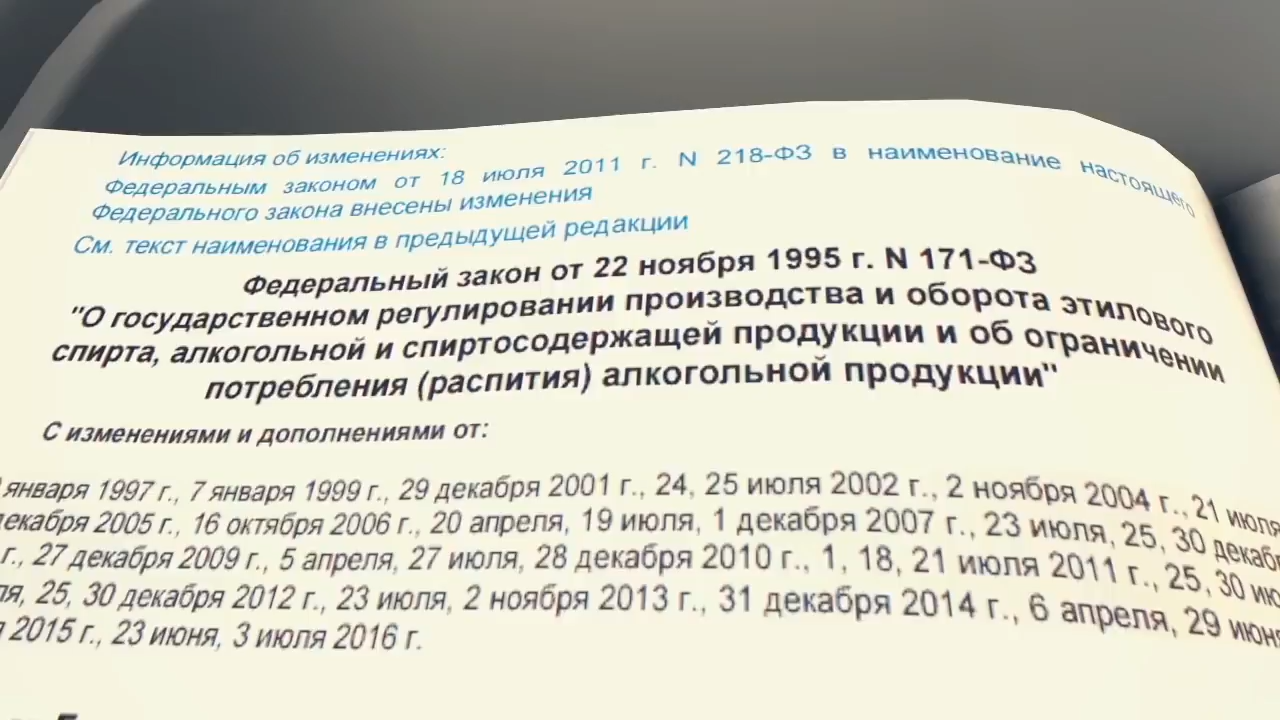 Информация об изменениях:
Федеральным законом от 18 июля 2011 г. N 218-ФЗ в наименование настоящего
Федерального закона внесены изменения
См. текст наименования в предыдущей редакции
Федеральный закон от 22 ноября 1995 г. N 171-ФЗ
"О государственном регулировании производства и оборота этилового
спирта, алкогольной и спиртосодержащей продукции и об ограничении
потребления (распития) алкогольной продукции"
С изменениями и дополнениями от:
января 1997 г., 7 января 1999 г., 29 декабря 2001 г., 24, 25 июля 2002 г., 2 ноября 2004 г., 21 июля
декабря 2005 г., 16 октября 2006 г., 20 апреля, 19 июля, 1 декабря 2007 г., 23 июля, 25, 30 декабр
г., 27 декабря 2009 г., 5 апреля, 27 июля, 28 декабря 2010 г., 1, 18, 21 июля 2011 г., 25, 30 ию
ля, 25, 30 декабря 2012 г., 23 июля, 2 ноября 2013 г., 31 декабря 2014 г., 6 апреля, 29 июн
2015 г., 23 июня, 3 июля 2016 г.